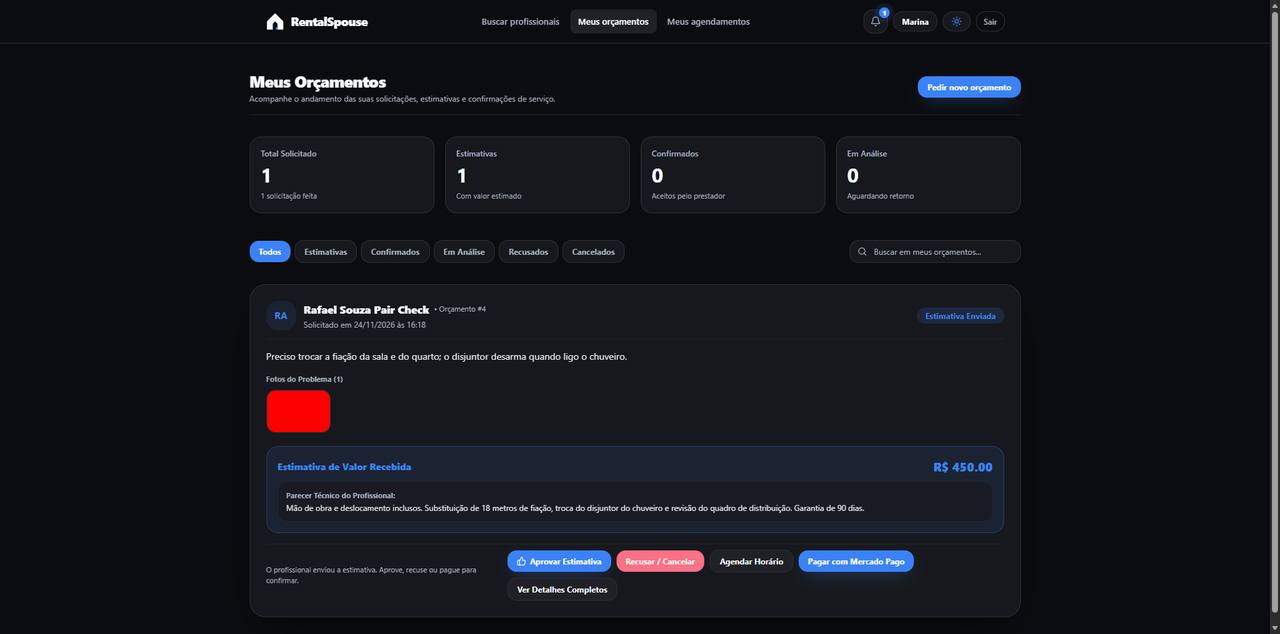 RentalSpouse
Buscar profissionais
Meus orçamentos
Meus agendamentos
1
Marina
Sair
Meus Orçamentos
Acompanhe o andamento das suas solicitações, estimativas e confirmações de serviço.
Pedir novo orçamento
Total Solicitado
1
1 solicitação feita
Estimativas
1
Com valor estimado
Confirmados
0
Aceitos pelo prestador
Em Análise
0
Aguardando retorno
Todos
Estimativas
Confirmados
Em Análise
Recusados
Cancelados
Buscar em meus orçamentos...
RA
Rafael Souza Pair Check • Orçamento #4
Solicitado em 24/11/2026 às 16:18
Estimativa Enviada
Preciso trocar a fiação da sala e do quarto; o disjuntor desarma quando ligo o chuveiro.
Fotos do Problema (1)
Estimativa de Valor Recebida
R$ 450.00
Parecer Técnico do Profissional:
Mão de obra e deslocamento inclusos. Substituição de 18 metros de fiação, troca do disjuntor do chuveiro e revisão do quadro de distribuição. Garantia de 90 dias.
O profissional enviou a estimativa. Aprove, recuse ou pague para
confirmar.
Aprovar Estimativa
Recusar / Cancelar
Agendar Horário
Pagar com Mercado Pago
Ver Detalhes Completos